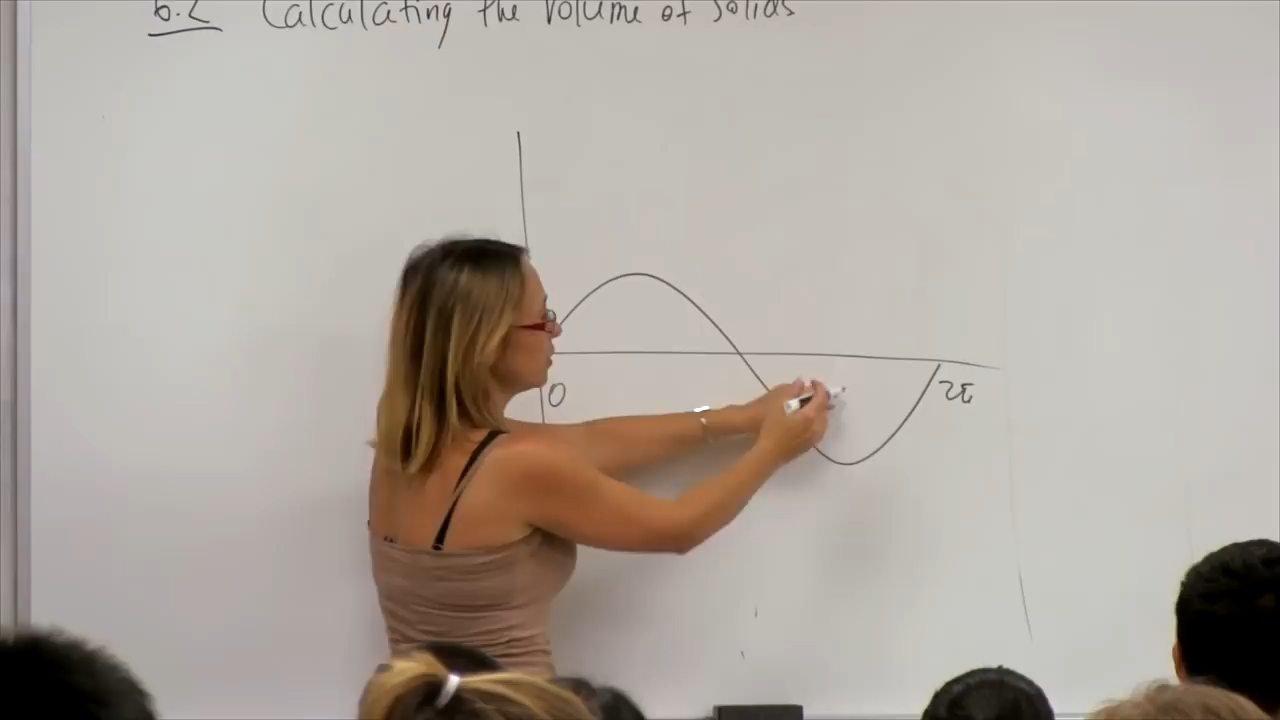 6.2 Calculating the Volume of Solids
0
2π